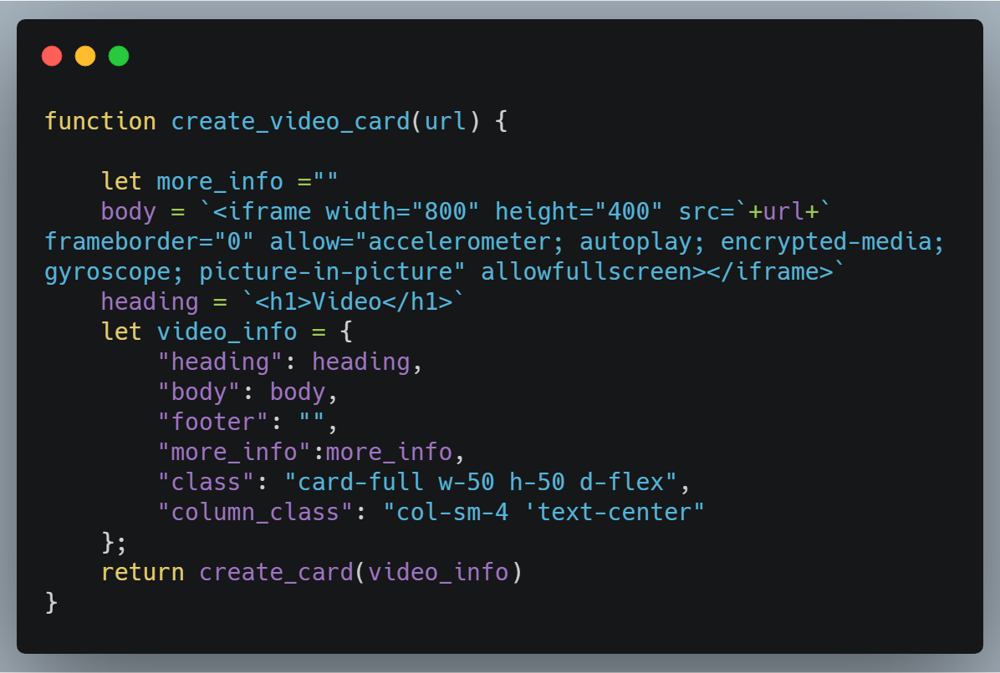 function create_video_card(url) {
    let more_info =""
    body = `<iframe width="800" height="400" src=`+url+`
frameborder="0" allow="accelerometer; autoplay; encrypted-media;
gyroscope; picture-in-picture" allowfullscreen></iframe>`
    heading = `<h1>Video</h1>`
    let video_info = {
        "heading": heading,
        "body": body,
        "footer": "",
        "more_info":more_info,
        "class": "card-full w-50 h-50 d-flex",
        "column_class": "col-sm-4 'text-center"
    };
    return create_card(video_info)
}